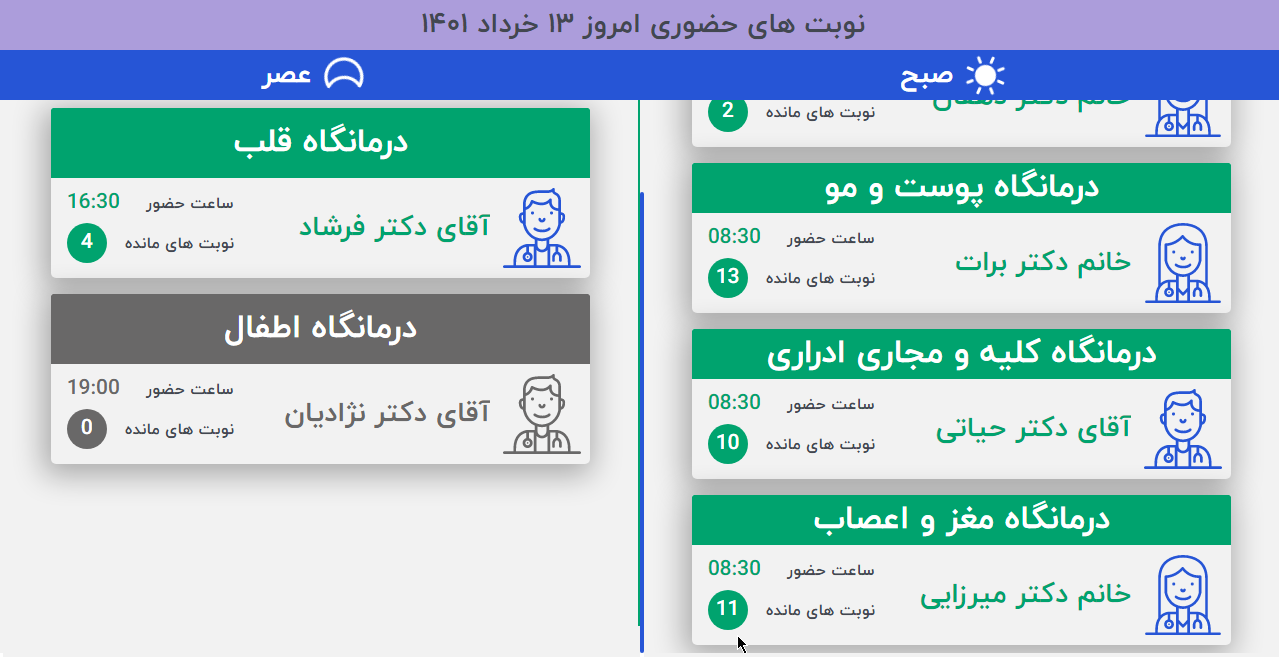 نوبت های حضوری امروز ۱۳ خرداد ۱۴۰۱
صبح
خانم دکتر دهقان
نوبت های مانده 2
درمانگاه پوست و مو
خانم دکتر برات
ساعت حضور 08:30
نوبت های مانده 13
درمانگاه کلیه و مجاری ادراری
آقای دکتر حیاتی
ساعت حضور 08:30
نوبت های مانده 10
درمانگاه مغز و اعصاب
خانم دکتر میرزایی
ساعت حضور 08:30
نوبت های مانده 11
عصر
درمانگاه قلب
آقای دکتر فرشاد
ساعت حضور 16:30
نوبت های مانده 4
درمانگاه اطفال
آقای دکتر نژادیان
ساعت حضور 19:00
نوبت های مانده 0